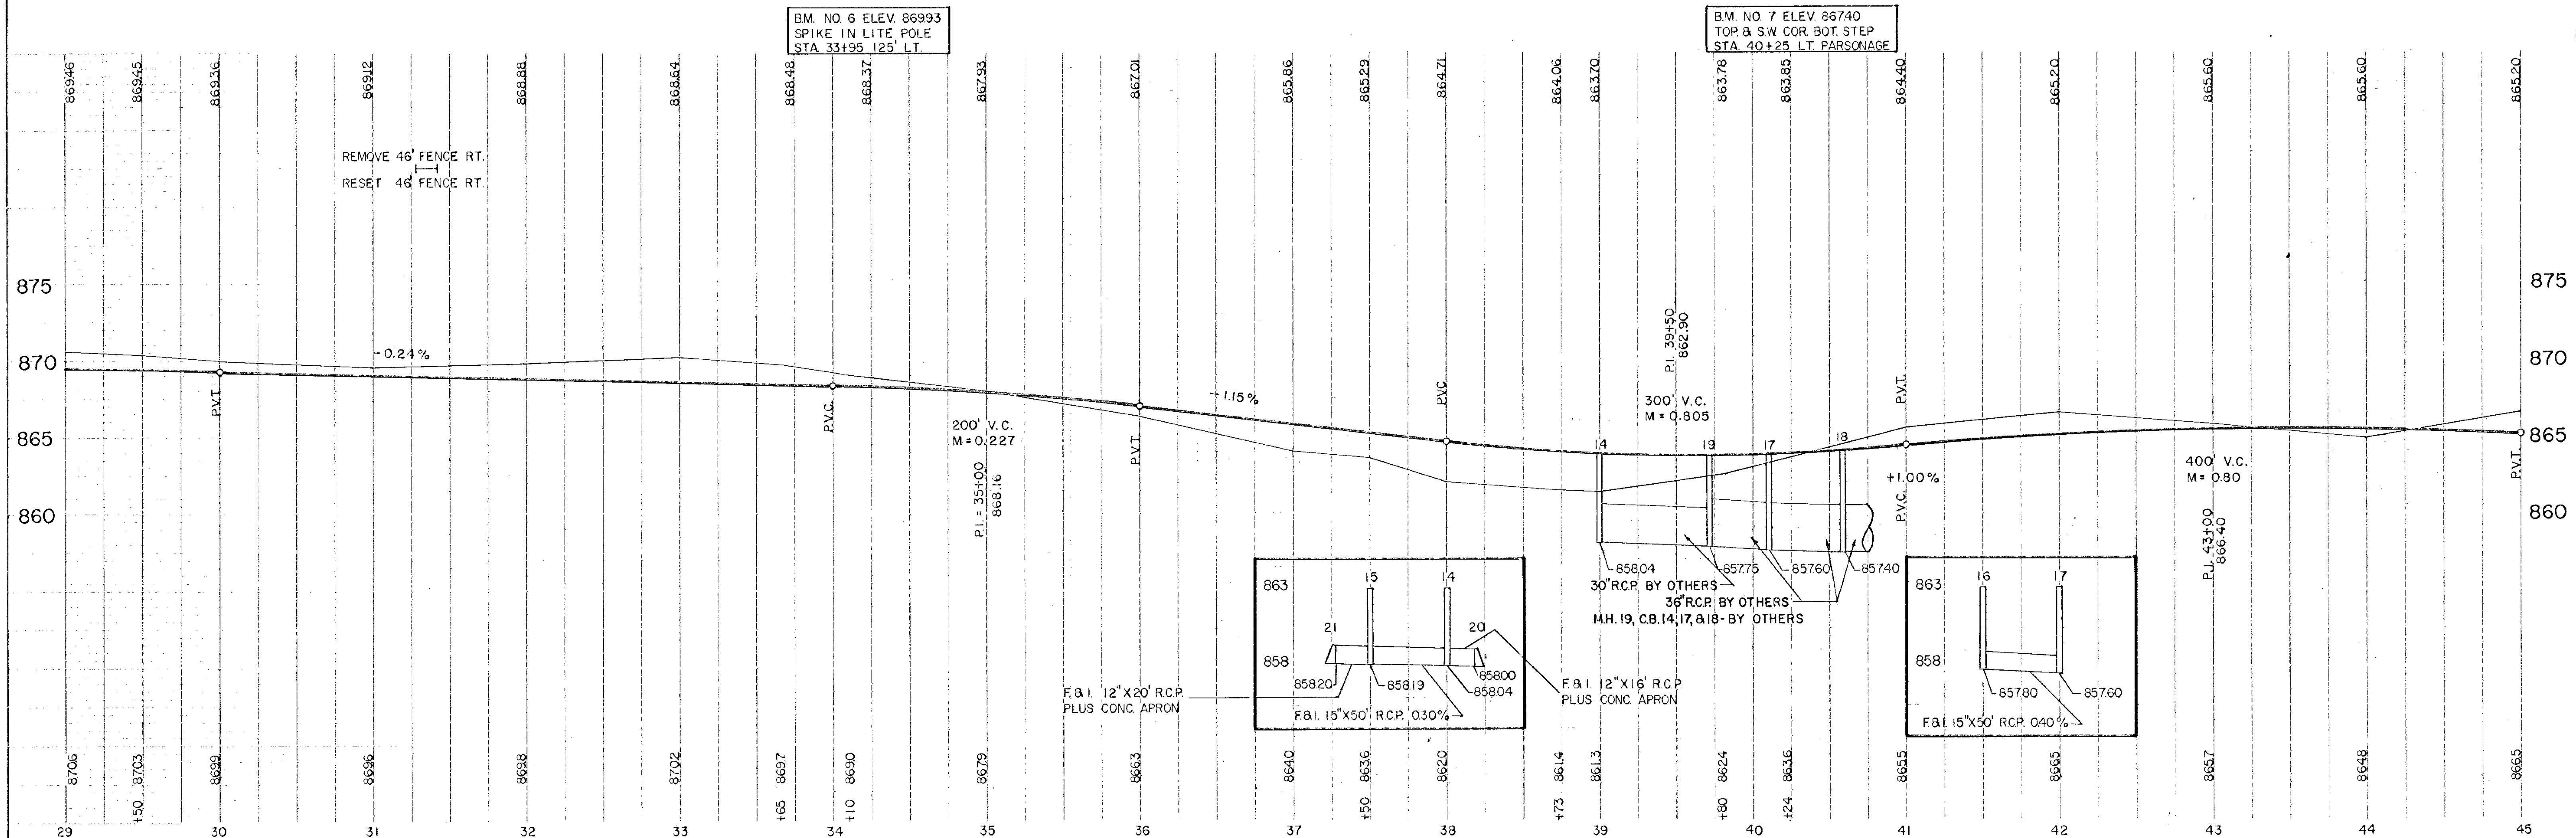 B.M. NO. 6 ELEV. 869.93
SPIKE IN LITE POLE
STA. 33+95 125' LT.
B.M. NO. 7 ELEV. 867.40
TOP. & S.W. COR. BOT. STEP
STA. 40+25 LT. PARSONAGE
869.46 869.45 869.36 869.12 868.88 868.64 868.48 868.37 867.93 867.01 865.86 865.29 864.71 864.06 863.70 863.78 863.85 864.40 865.20 865.60 865.60 865.20
REMOVE 46' FENCE RT.
RESET 46' FENCE RT.
875 875
870 870
865 865
860 860
-0.24%
-1.15%
+1.00%
P.V.T.
P.V.C.
200' V.C.
M=0.227
P.I. = 35+00
868.16
P.V.T.
P.V.C.
P.I. 39+50
862.90
300' V.C.
M = 0.805
P.V.T.
P.V.C.
400' V.C.
M = 0.80
P.I. 43+00
866.40
P.V.T.
14 19 17 18
858.04 857.75 857.60 857.40
30" R.C.P. BY OTHERS
36" R.C.P. BY OTHERS
M.H. 19, C.B. 14, 17, & 18 - BY OTHERS
863 15 14
21 20
858
858.20 858.19 858.04 858.00
F.&I. 15"X50' R.C.P. 0.30%
F.&I. 12"X20' R.C.P.
PLUS CONC. APRON
F.&I. 12"X16' R.C.P.
PLUS CONC. APRON
863 16 17
858
857.80 857.60
F.&I. 15"X50' R.C.P. 0.40%
870.6 870.3 869.9 869.6 869.8 870.2 869.7 869.0 867.9 866.3 864.0 863.6 862.0 861.4 861.3 862.4 863.6 865.5 866.5 865.7 864.8 866.5
+50 +65 +10 +50 +73 +80 +24
29 30 31 32 33 34 35 36 37 38 39 40 41 42 43 44 45